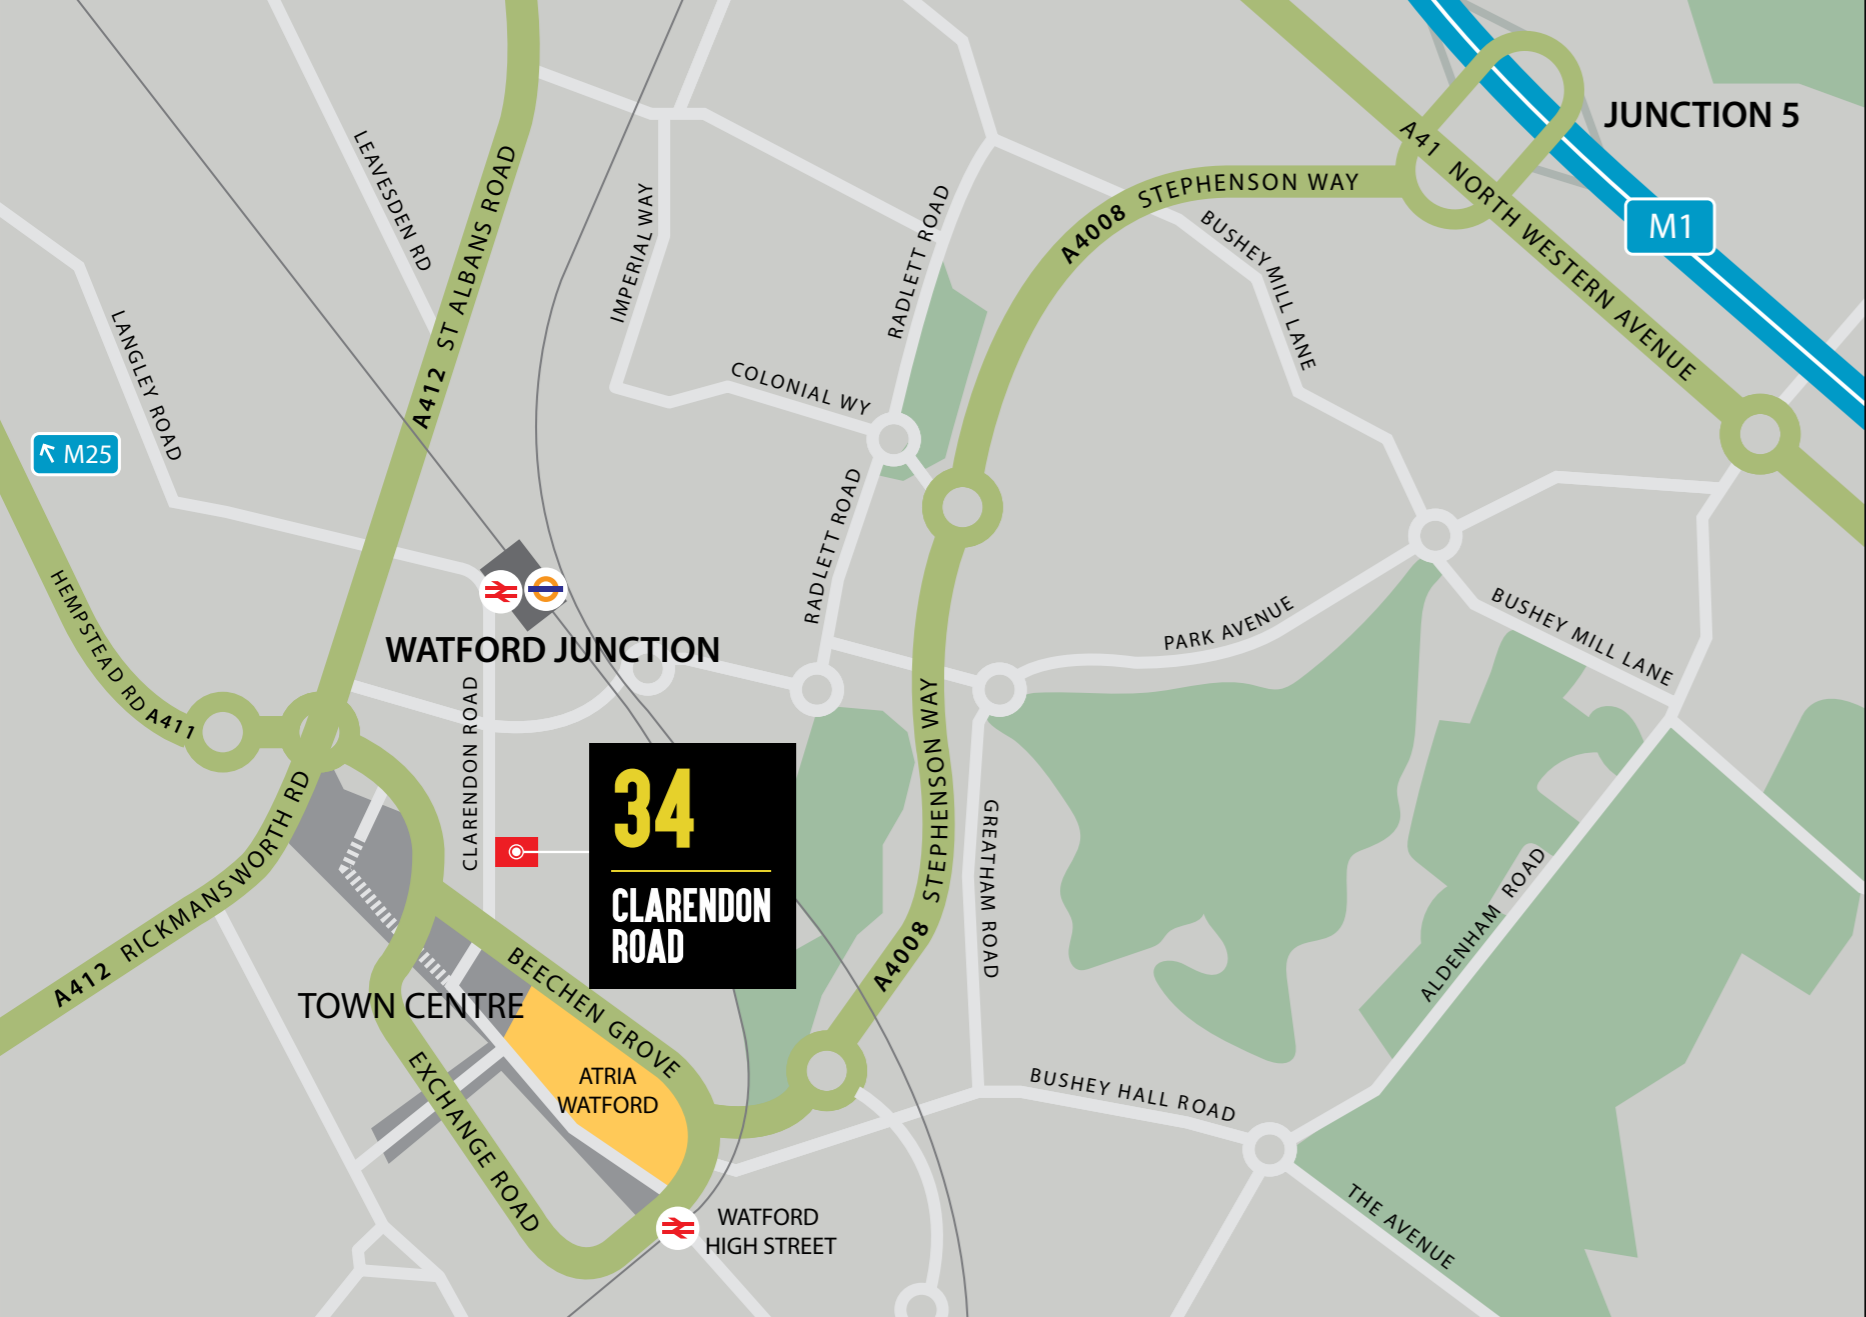 JUNCTION 5
A41 NORTH WESTERN AVENUE
M1
A4008 STEPHENSON WAY
BUSHEY MILL LANE
LEAVESDEN RD
A412 ST ALBANS ROAD
IMPERIAL WAY
RADLETT ROAD
LANGLEY ROAD
COLONIAL WY
M25
RADLETT ROAD
HEMPSTEAD RD A411
WATFORD JUNCTION
PARK AVENUE
BUSHEY MILL LANE
CLARENDON ROAD
34
CLARENDON
ROAD
A4008 STEPHENSON WAY
STEPHENSON WAY
GREATHAM ROAD
A412 RICKMANSWORTH RD
ALDENHAM ROAD
TOWN CENTRE
BEECHEN GROVE
ATRIA
WATFORD
EXCHANGE ROAD
BUSHEY HALL ROAD
WATFORD
HIGH STREET
THE AVENUE